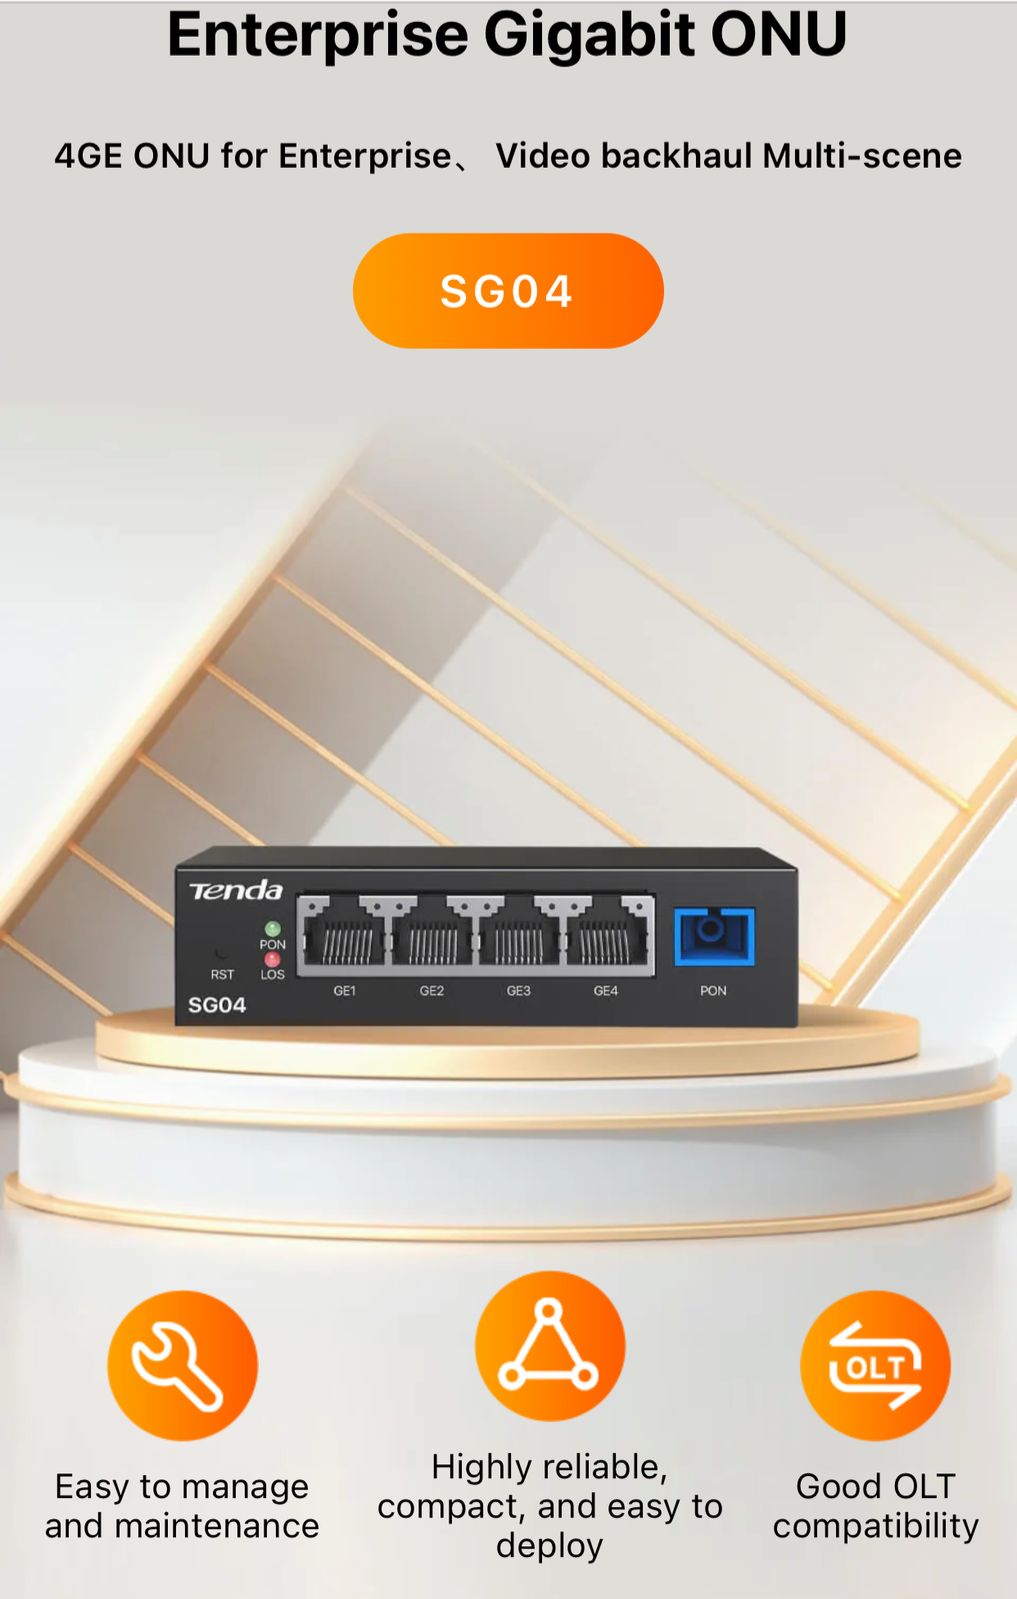 Enterprise Gigabit ONU
4GE ONU for Enterprise、 Video backhaul Multi-scene
SG04
Tenda
PON
RST
LOS
SG04
GE1
GE2
GE3
GE4
PON
OLT
Easy to manage
and maintenance
Highly reliable,
compact, and easy to
deploy
Good OLT
compatibility